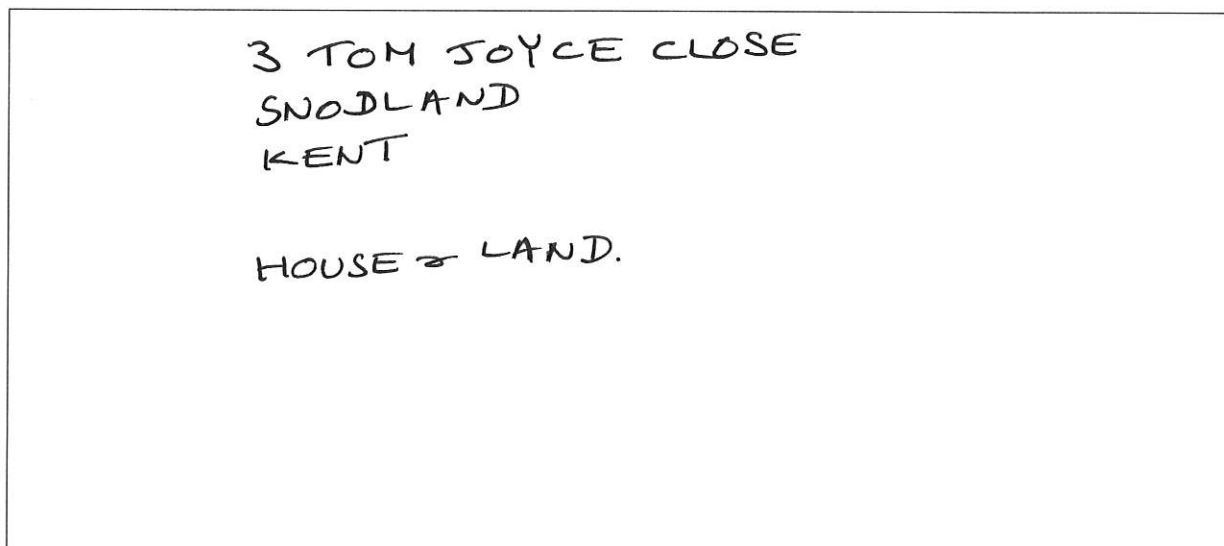 3 TOM JOYCE CLOSE
SNODLAND
KENT
HOUSE & LAND.